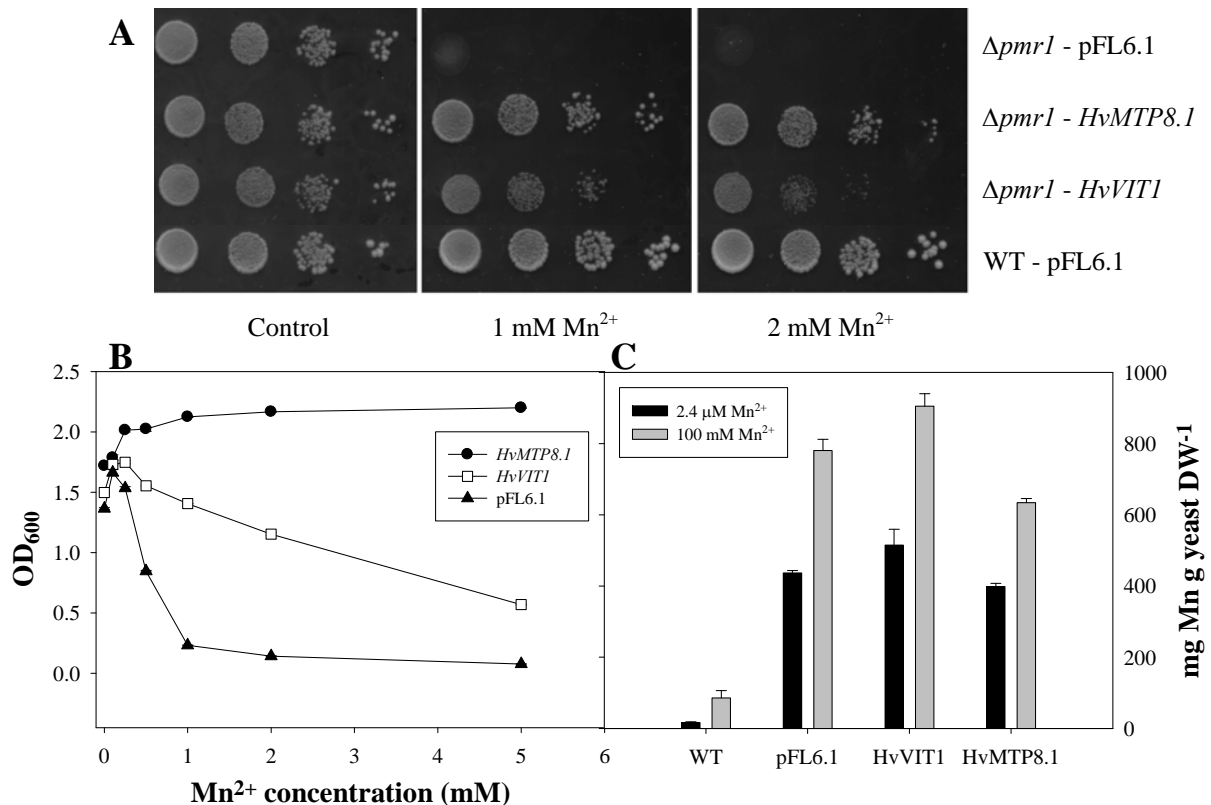 A
Δpmr1 - pFL6.1
Δpmr1 - HvMTP8.1
Δpmr1 - HvVIT1
WT - pFL6.1
Control
1 mM Mn²⁺
2 mM Mn²⁺
B
2.5
2.0
1.5
1.0
0.5
0.0
OD₆₀₀
HvMTP8.1
HvVIT1
pFL6.1
0
1
2
3
4
5
6
Mn²⁺ concentration (mM)
C
2.4 µM Mn²⁺
100 mM Mn²⁺
1000
800
600
400
200
0
mg Mn g yeast DW-1
WT
pFL6.1
HvVIT1
HvMTP8.1